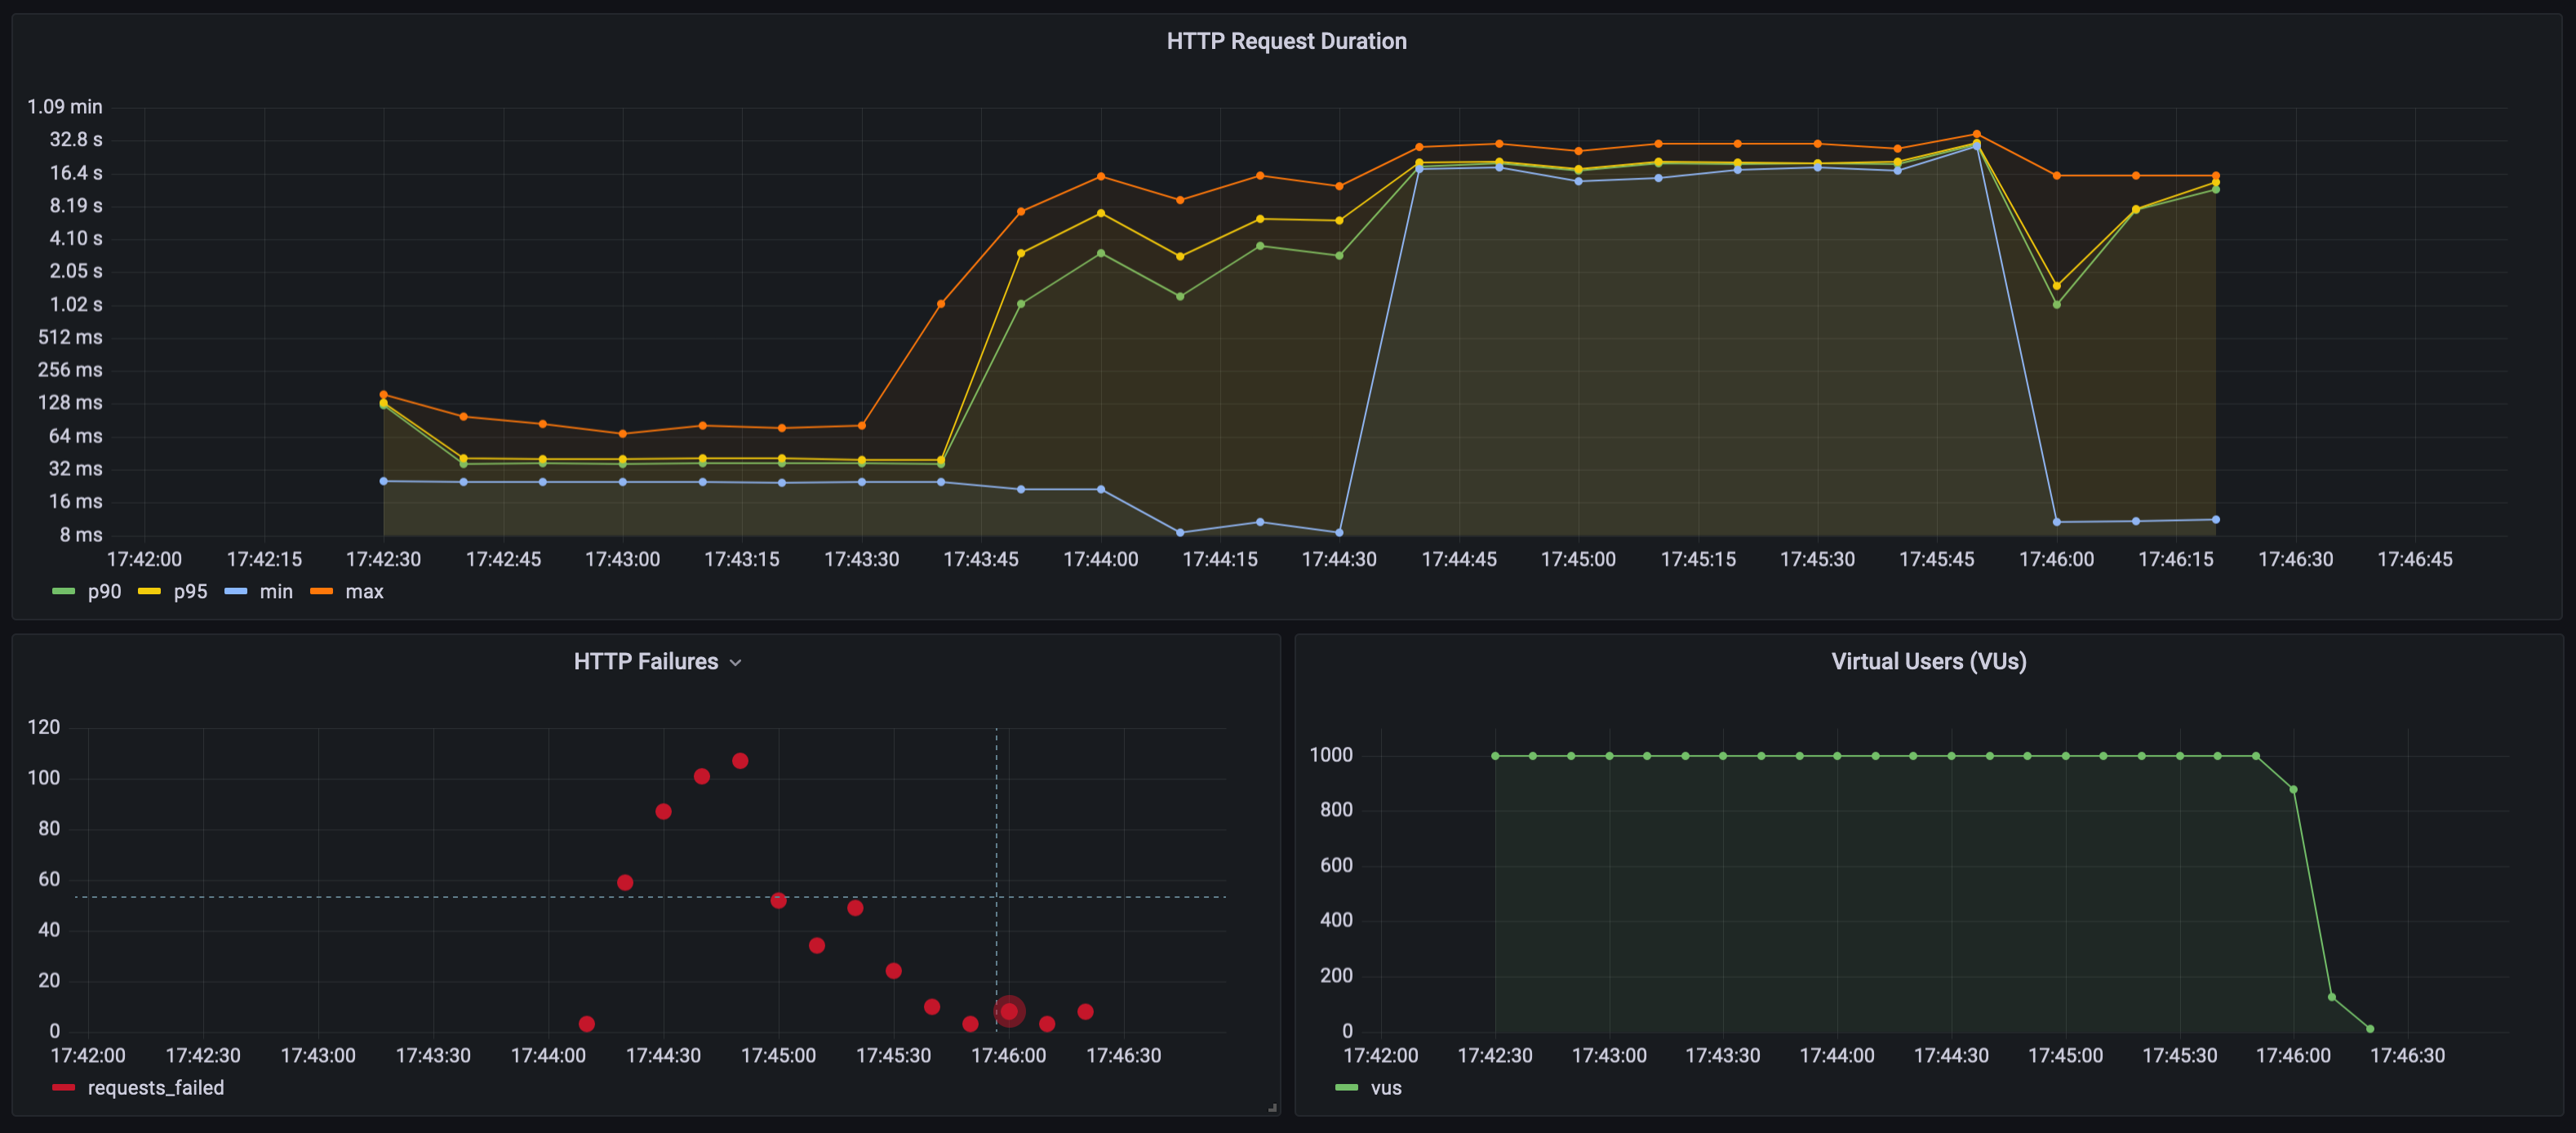 HTTP Request Duration
1.09 min
32.8 s
16.4 s
8.19 s
4.10 s
2.05 s
1.02 s
512 ms
256 ms
128 ms
64 ms
32 ms
16 ms
8 ms
17:42:00 17:42:15 17:42:30 17:42:45 17:43:00 17:43:15 17:43:30 17:43:45 17:44:00 17:44:15 17:44:30 17:44:45 17:45:00 17:45:15 17:45:30 17:45:45 17:46:00 17:46:15 17:46:30 17:46:45
p90 p95 min max
HTTP Failures
120
100
80
60
40
20
0
17:42:00 17:42:30 17:43:00 17:43:30 17:44:00 17:44:30 17:45:00 17:45:30 17:46:00 17:46:30
requests_failed
Virtual Users (VUs)
1000
800
600
400
200
0
17:42:00 17:42:30 17:43:00 17:43:30 17:44:00 17:44:30 17:45:00 17:45:30 17:46:00 17:46:30
vus